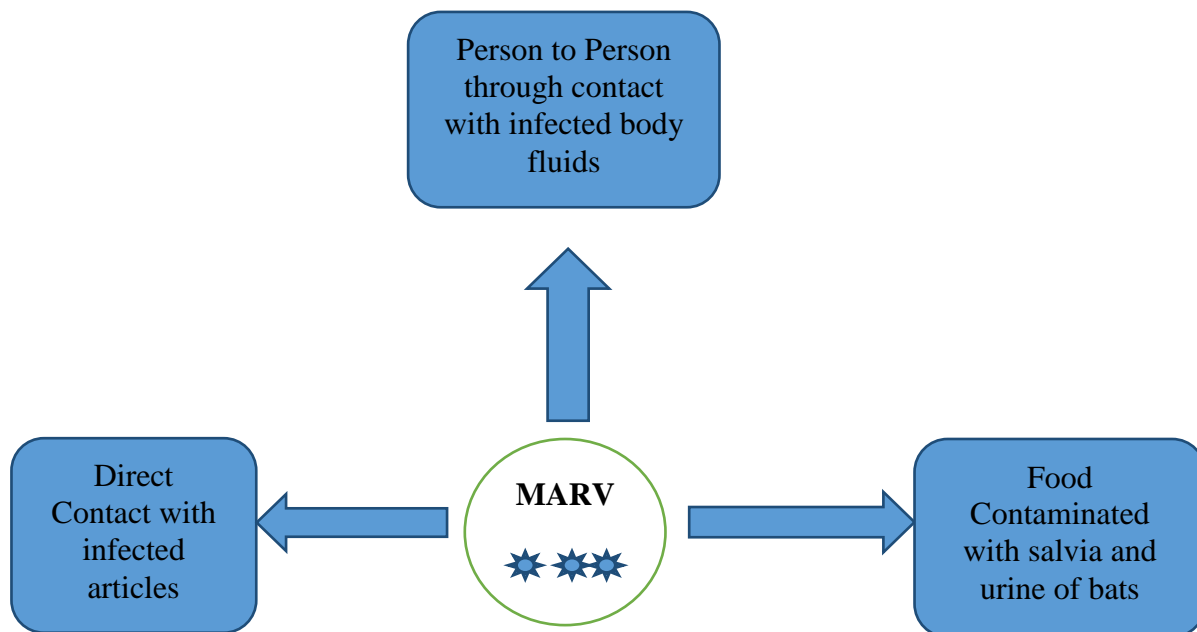 Person to Person
through contact
with infected body
fluids
Direct
Contact with
infected
articles
MARV
Food
Contaminated
with salvia and
urine of bats